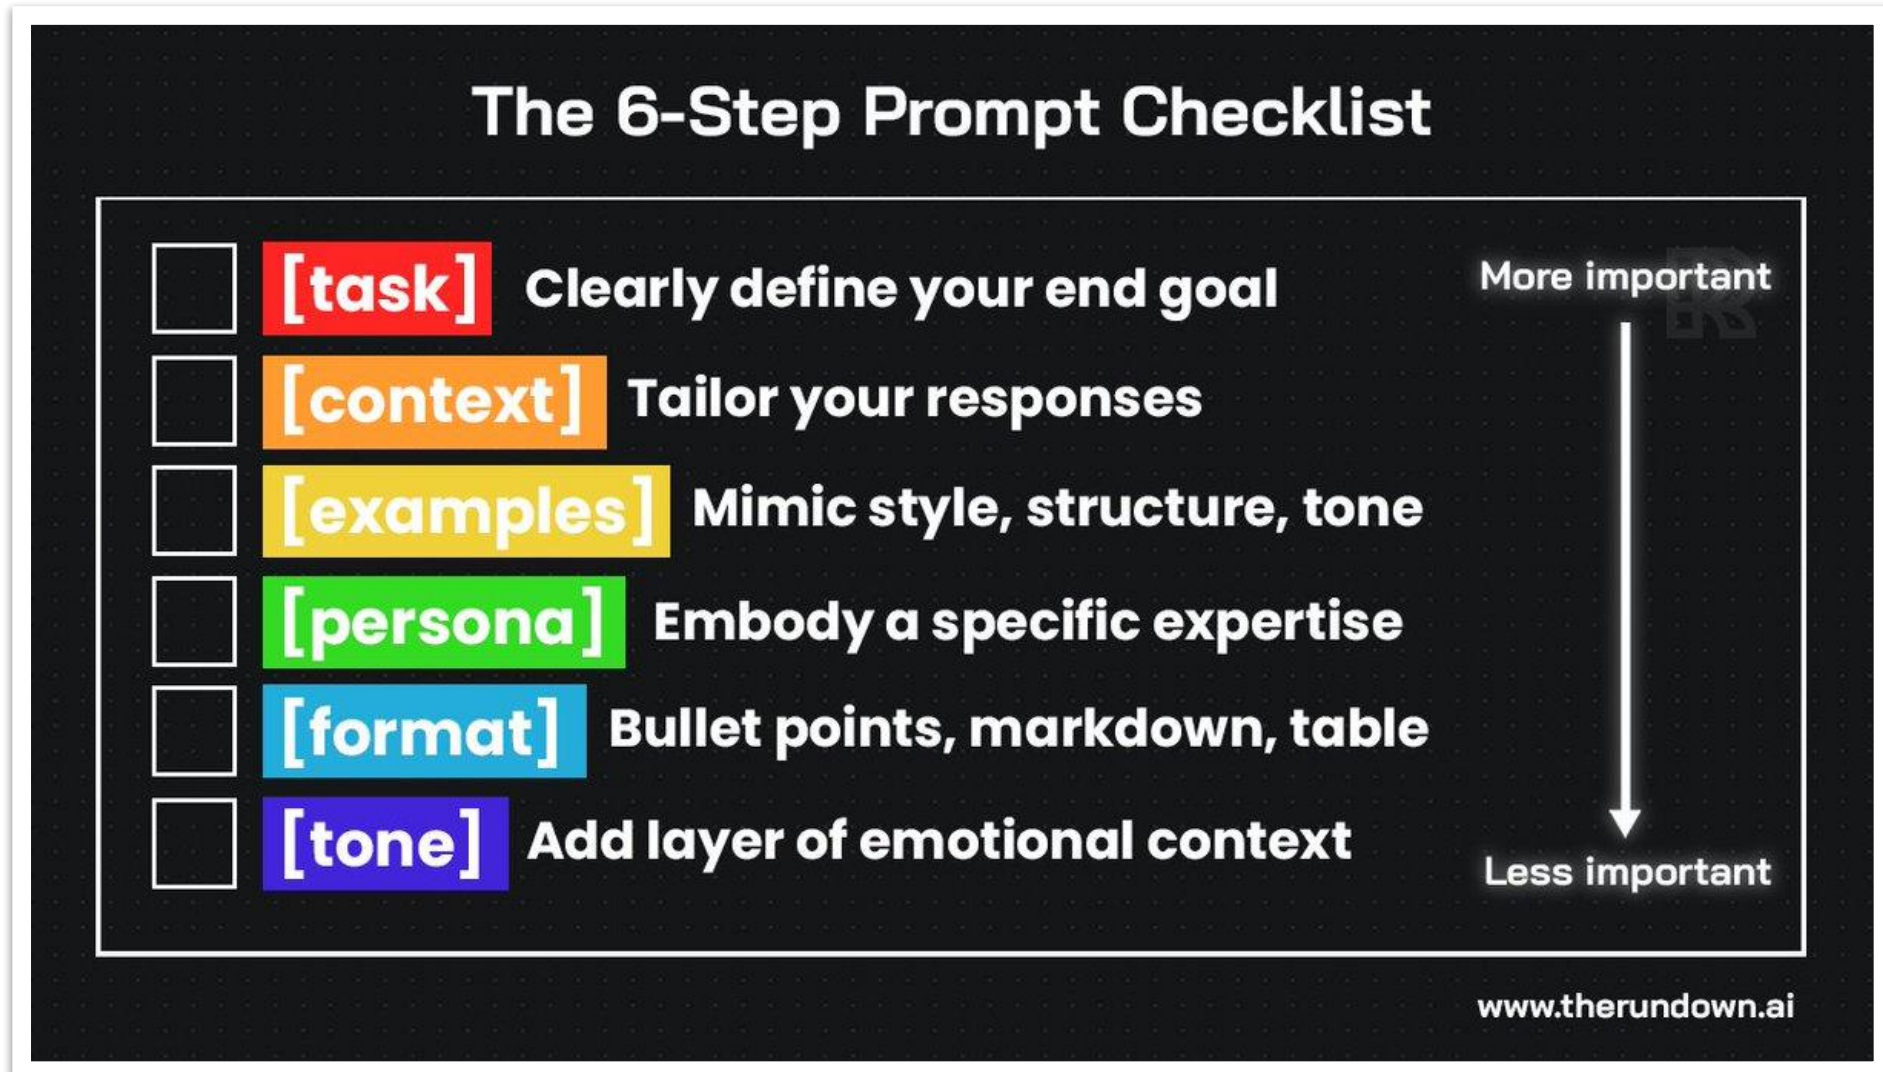 The 6-Step Prompt Checklist
[task] Clearly define your end goal
More important
[context] Tailor your responses
[examples] Mimic style, structure, tone
[persona] Embody a specific expertise
[format] Bullet points, markdown, table
[tone] Add layer of emotional context
Less important
www.therundown.ai